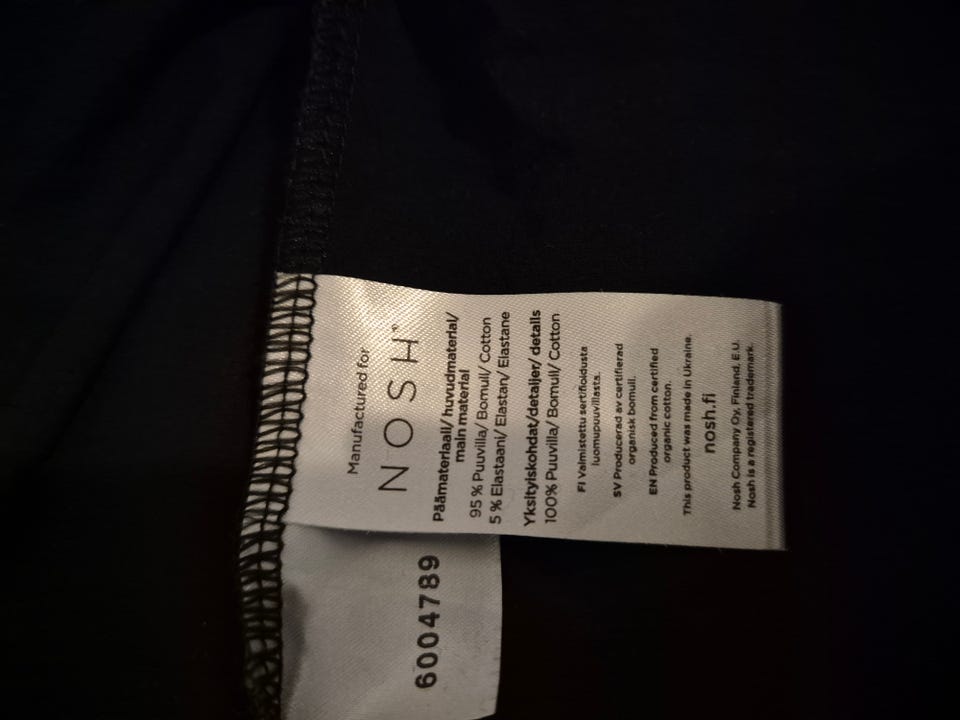 Manufactured for
NOSH®
Päämateriaali/ huvudmaterial/
main material
95 % Puuvilla/ Bomull/ Cotton
5 % Elastaani/ Elastan/ Elastane
Yksityiskohdat/detaljer/ details
100% Puuvilla/ Bomull/ Cotton
FI Valmistettu sertifioidusta
luomupuuvillasta.
SV Producerad av certifierad
organisk bomull.
EN Produced from certified
organic cotton.
This product was made in Ukraine.
nosh.fi
Nosh Company Oy, Finland, E.U.
Nosh is a registered trademark.
6004789